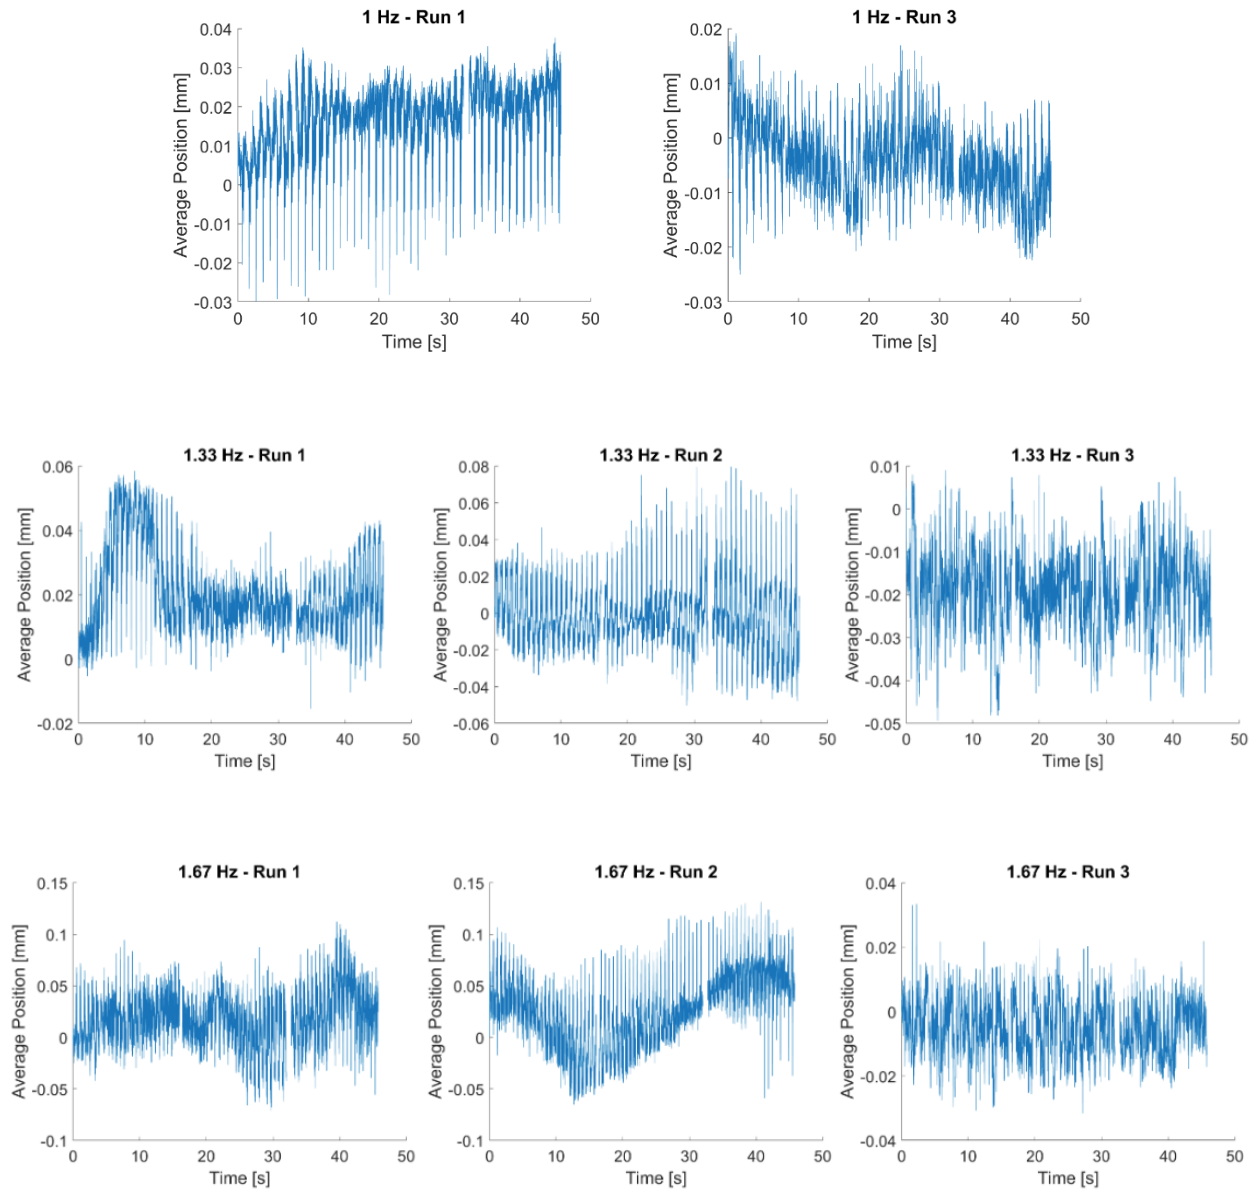 1 Hz - Run 1
Average Position [mm]
0.04
0.03
0.02
0.01
0
-0.01
-0.02
-0.03
0 10 20 30 40 50
Time [s]
1 Hz - Run 3
Average Position [mm]
0.02
0.01
0
-0.01
-0.02
-0.03
0 10 20 30 40 50
Time [s]
1.33 Hz - Run 1
Average Position [mm]
0.06
0.04
0.02
0
-0.02
0 10 20 30 40 50
Time [s]
1.33 Hz - Run 2
Average Position [mm]
0.08
0.06
0.04
0.02
0
-0.02
-0.04
-0.06
0 10 20 30 40 50
Time [s]
1.33 Hz - Run 3
Average Position [mm]
0.01
0
-0.01
-0.02
-0.03
-0.04
-0.05
0 10 20 30 40 50
Time [s]
1.67 Hz - Run 1
Average Position [mm]
0.15
0.1
0.05
0
-0.05
-0.1
0 10 20 30 40 50
Time [s]
1.67 Hz - Run 2
Average Position [mm]
0.15
0.1
0.05
0
-0.05
-0.1
0 10 20 30 40 50
Time [s]
1.67 Hz - Run 3
Average Position [mm]
0.04
0.02
0
-0.02
-0.04
0 10 20 30 40 50
Time [s]